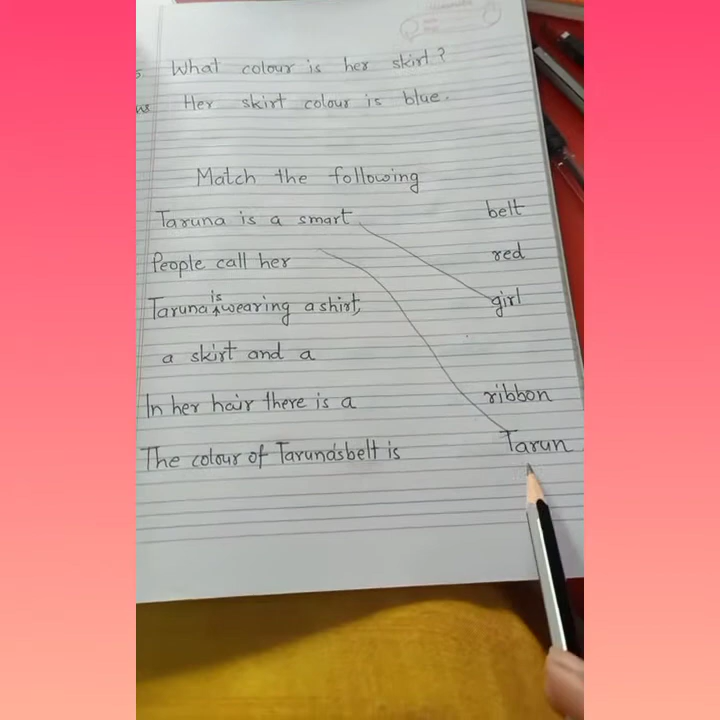 5. What colour is her skirt?
Her skirt colour is blue.
Match the following
Taruna is a smart belt
People call her red
Taruna is wearing a shirt, girl
a skirt and a
In her hair there is a ribbon
The colour of Taruna'sbelt is Tarun